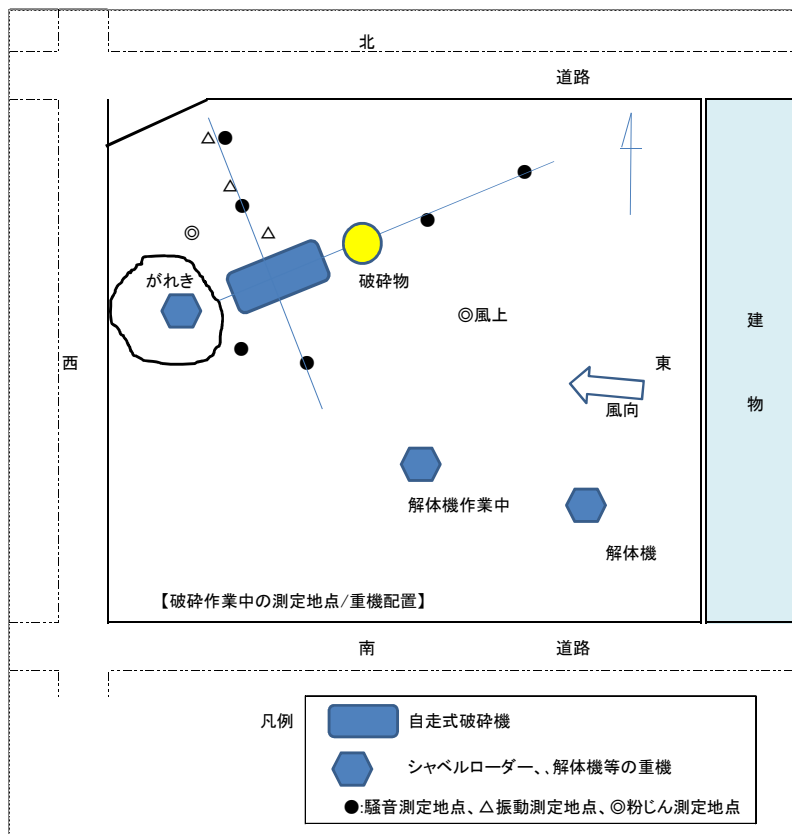 北
道路
がれき
破砕物
◎風上
建
物
西
東
風向
解体機作業中
解体機
【破砕作業中の測定地点/重機配置】
南
道路
凡例
自走式破砕機
シャベルローダー、、解体機等の重機
●:騒音測定地点、△振動測定地点、◎粉じん測定地点